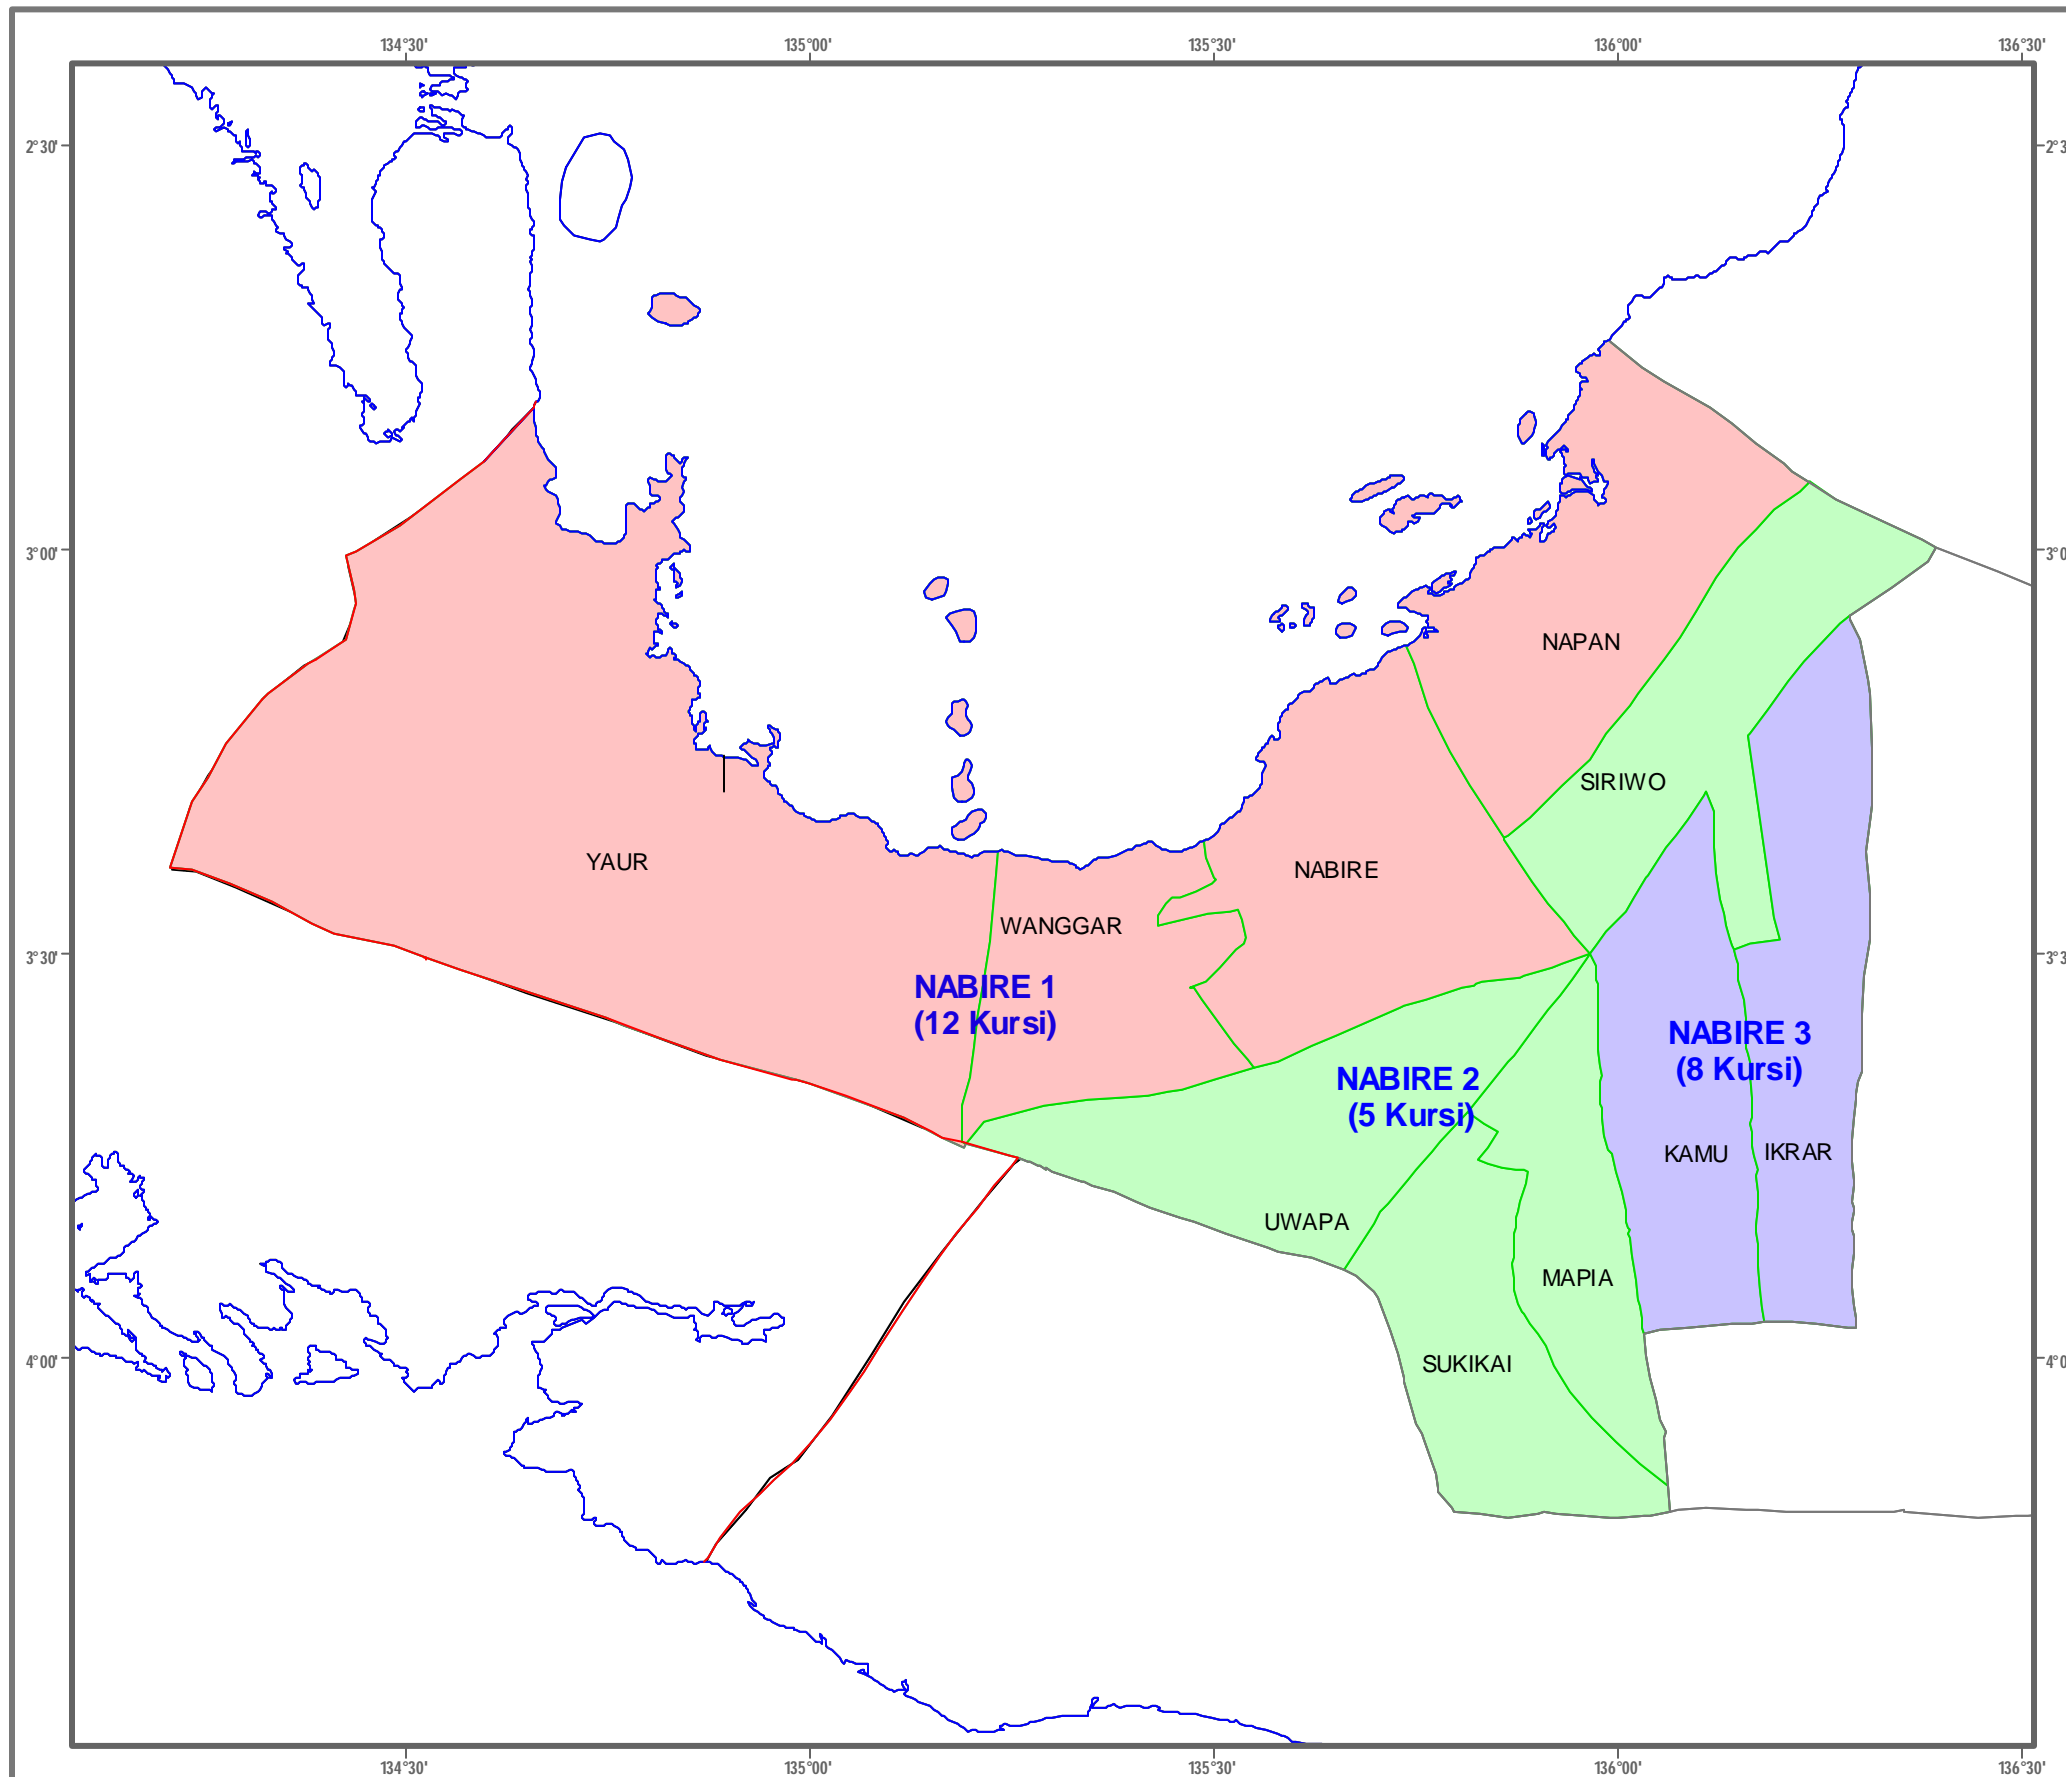 134°30' 135°00' 135°30' 136°00' 136°30'
2°30'
3°00'
NAPAN
SIRIWO
YAUR
NABIRE
WANGGAR
3°30'
NABIRE 1
(12 Kursi)
NABIRE 3
(8 Kursi)
NABIRE 2
(5 Kursi)
KAMU
IKRAR
UWAPA
MAPIA
4°00'
SUKIKAI
134°30' 135°00' 135°30' 136°00' 136°30'